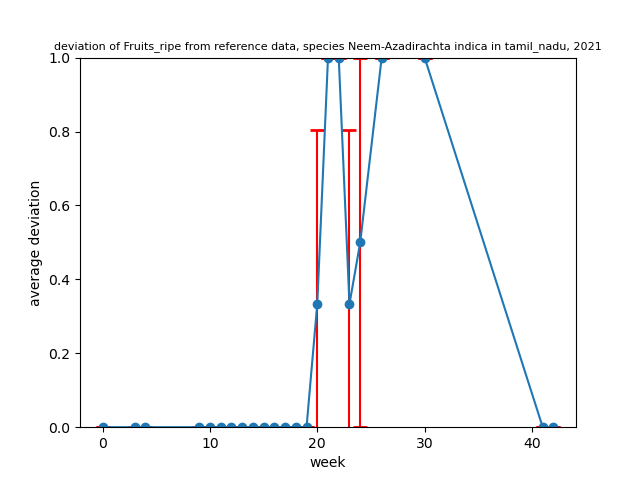 deviation of Fruits_ripe from reference data, species Neem-Azadirachta indica in tamil_nadu, 2021
1.0
0.8
0.6
0.4
0.2
0.0
average deviation
0 10 20 30 40
week